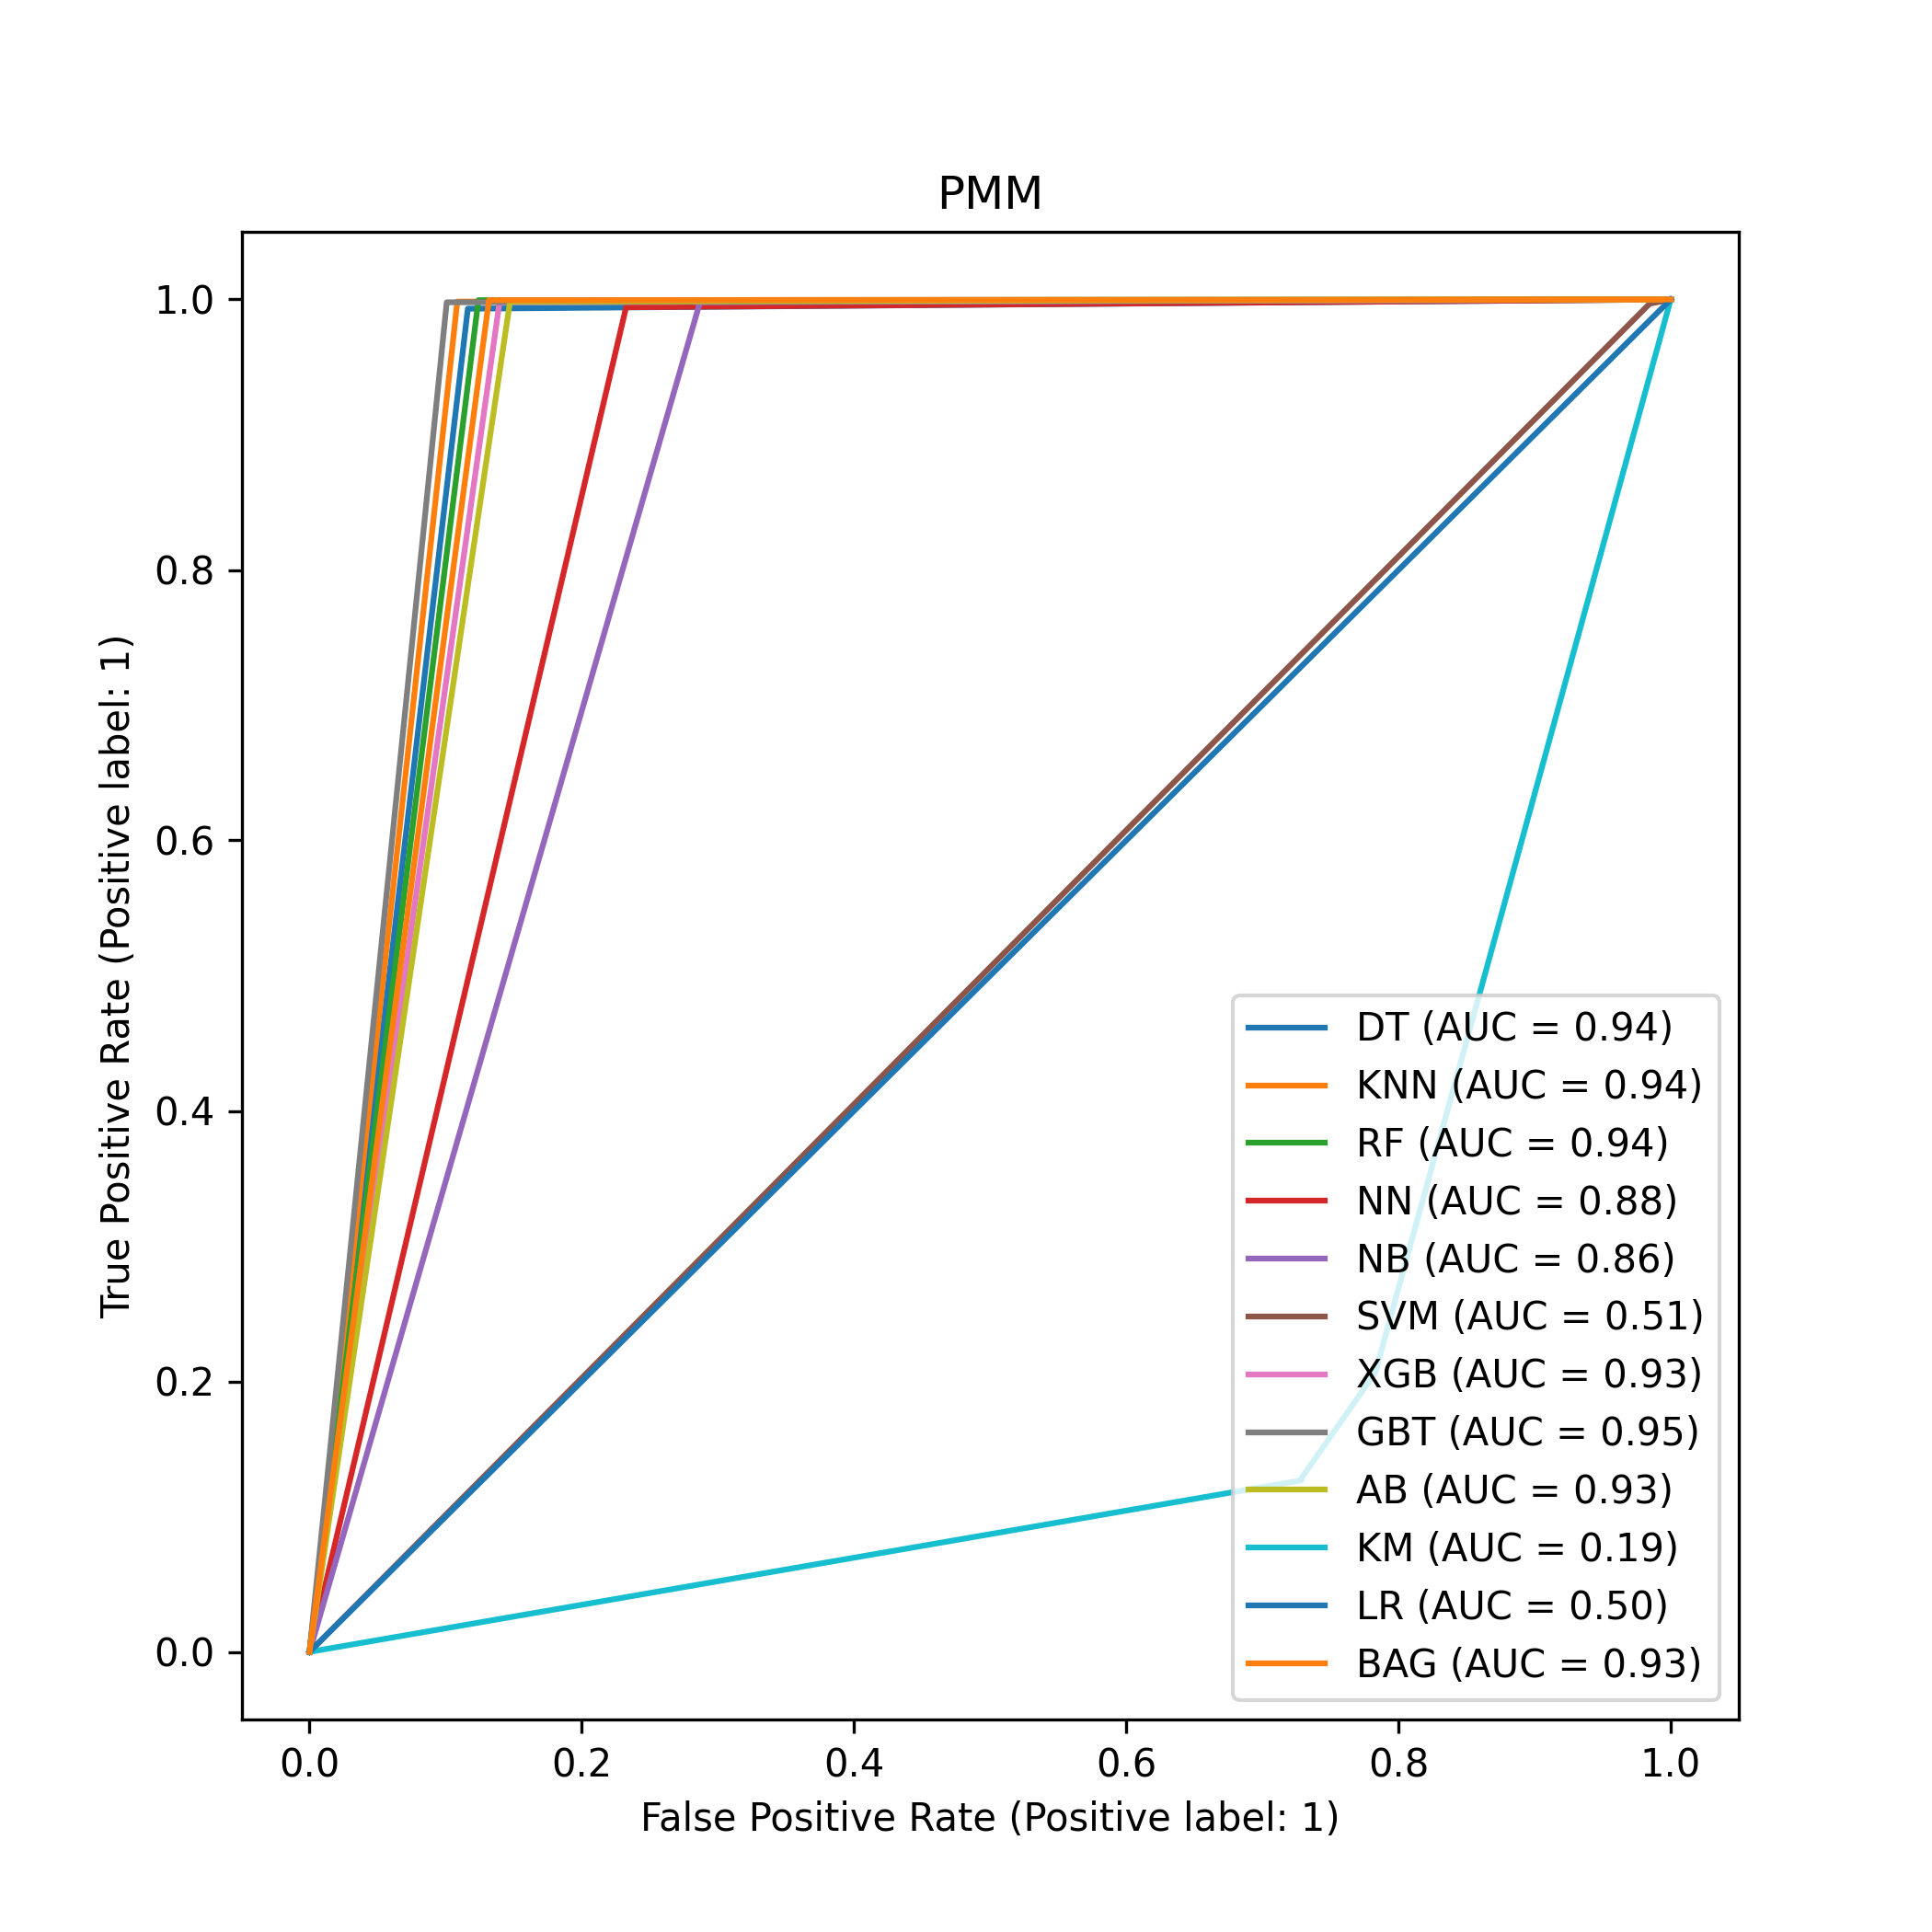 PMM
1.0
0.8
0.6
0.4
0.2
0.0
True Positive Rate (Positive label: 1)
DT (AUC = 0.94)
KNN (AUC = 0.94)
RF (AUC = 0.94)
NN (AUC = 0.88)
NB (AUC = 0.86)
SVM (AUC = 0.51)
XGB (AUC = 0.93)
GBT (AUC = 0.95)
AB (AUC = 0.93)
KM (AUC = 0.19)
LR (AUC = 0.50)
BAG (AUC = 0.93)
0.0 0.2 0.4 0.6 0.8 1.0
False Positive Rate (Positive label: 1)